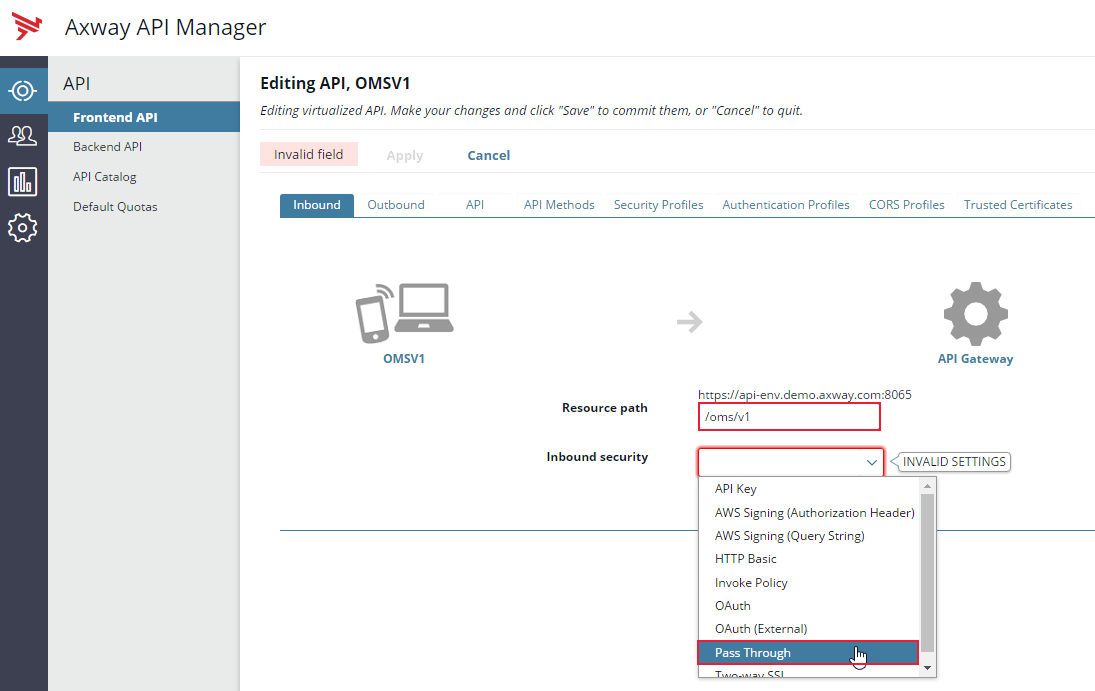 Axway API Manager
API
Frontend API
Backend API
API Catalog
Default Quotas
Editing API, OMSV1
Editing virtualized API. Make your changes and click "Save" to commit them, or "Cancel" to quit.
Invalid field Apply Cancel
Inbound Outbound API API Methods Security Profiles Authentication Profiles CORS Profiles Trusted Certificates
OMSV1 API Gateway
https://api-env.demo.axway.com:8065
Resource path /oms/v1
Inbound security INVALID SETTINGS
API Key
AWS Signing (Authorization Header)
AWS Signing (Query String)
HTTP Basic
Invoke Policy
OAuth
OAuth (External)
Pass Through
Two-way SSL